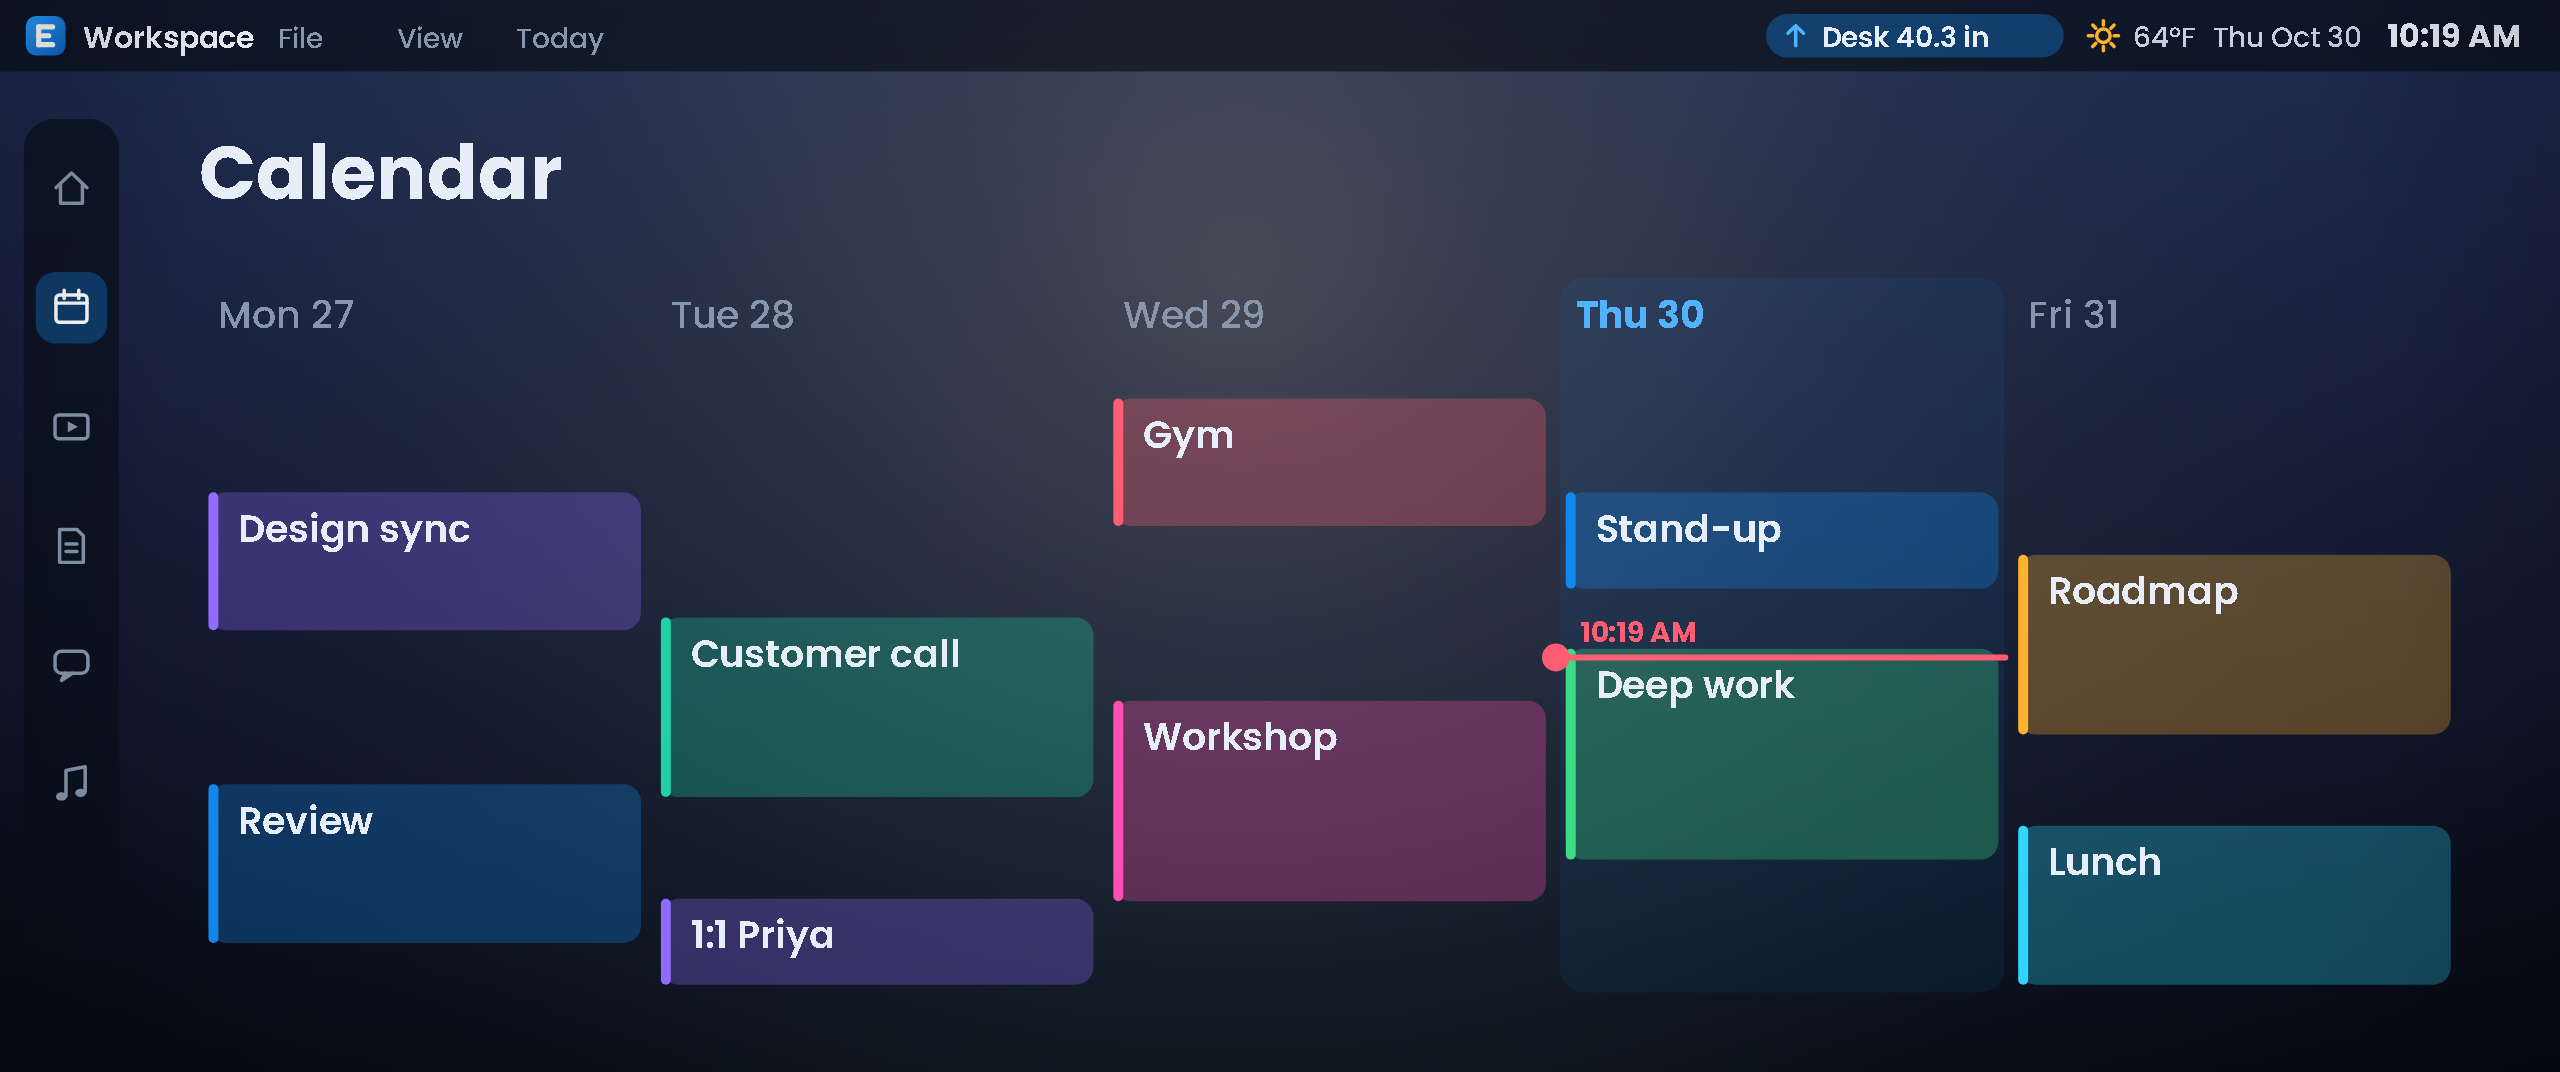 E Workspace File View Today Desk 40.3 in 64°F Thu Oct 30 10:19 AM
Calendar
Mon 27 Tue 28 Wed 29 Thu 30 Fri 31
Gym
Design sync
Stand-up
Roadmap
10:19 AM
Customer call
Deep work
Workshop
Review
Lunch
1:1 Priya